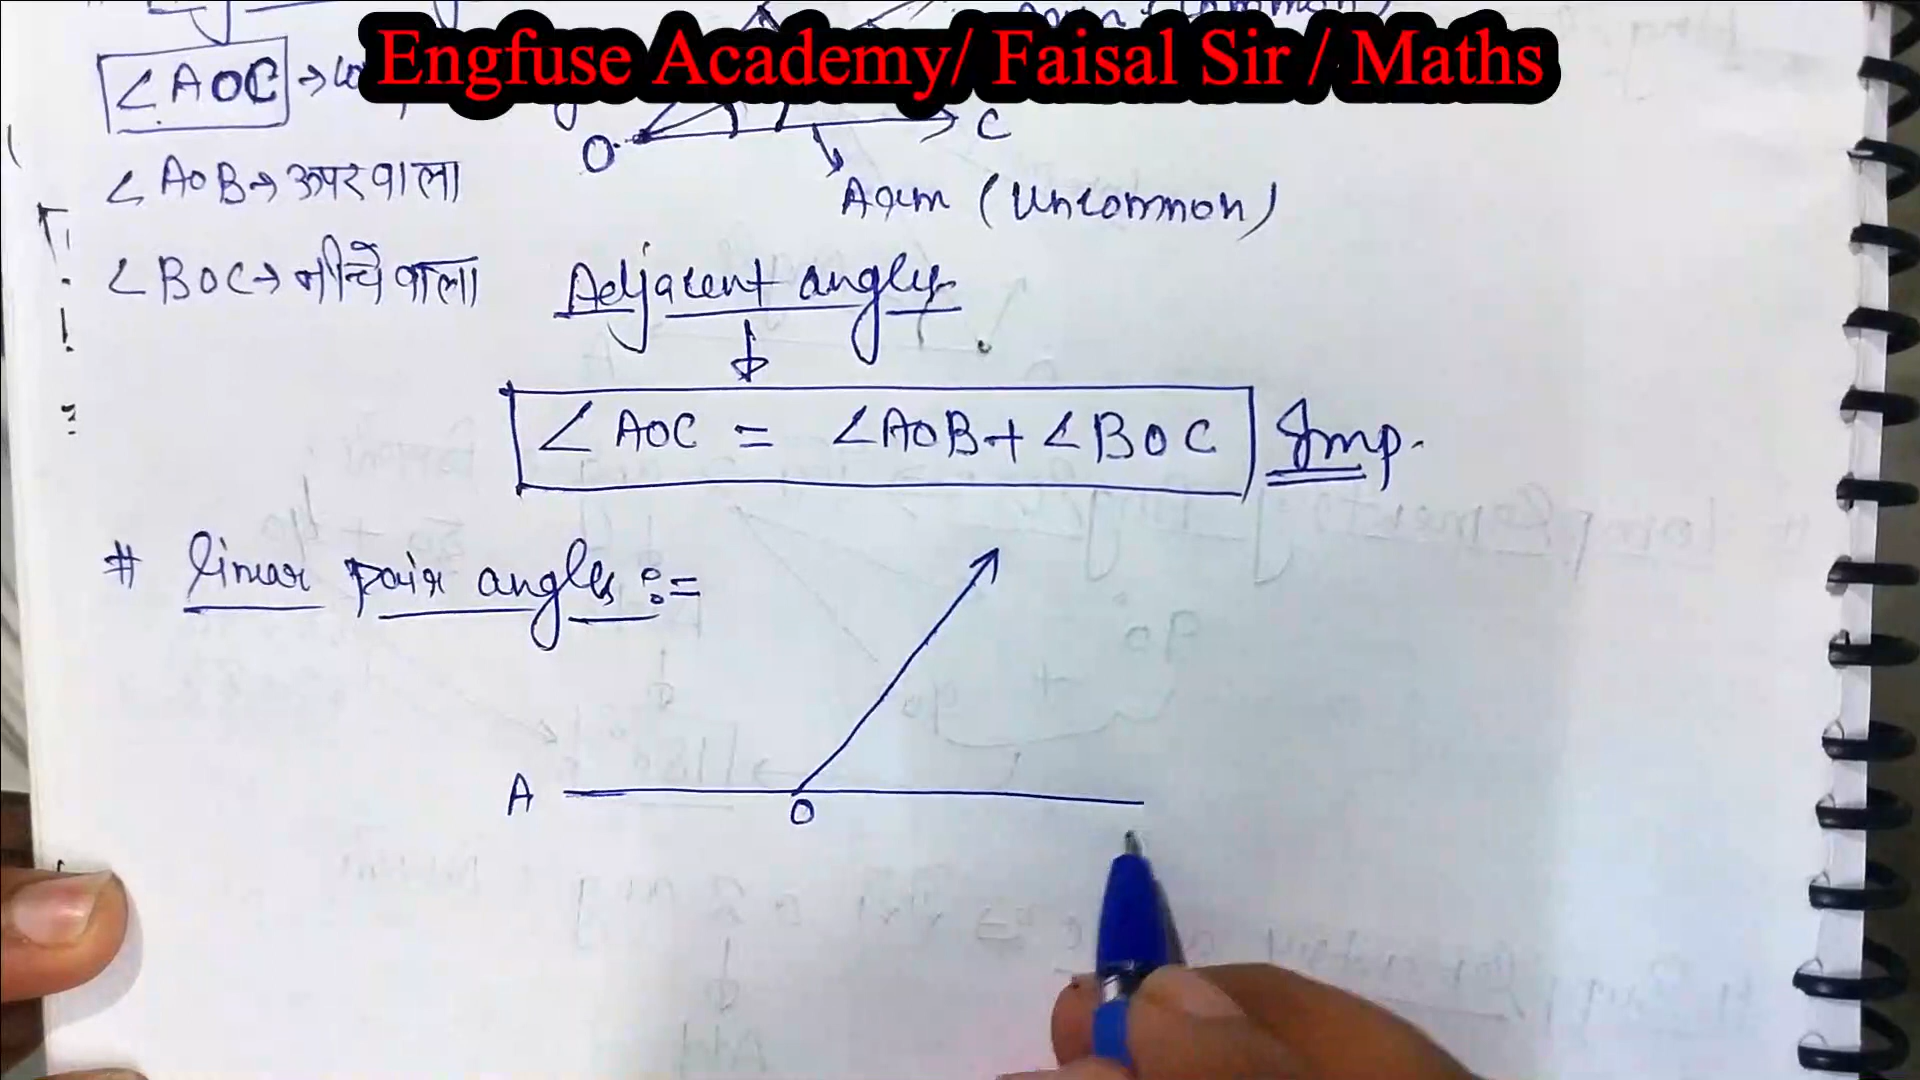 Engfuse Academy/ Faisal Sir / Maths
∠AOC →
O
C
∠AOB → ऊपर वाला
Aarm (Uncommon)
∠BOC → नीचे वाला
Adjacent angles
∠AOC = ∠AOB + ∠BOC Imp.
# linear pair angles :=
A
O